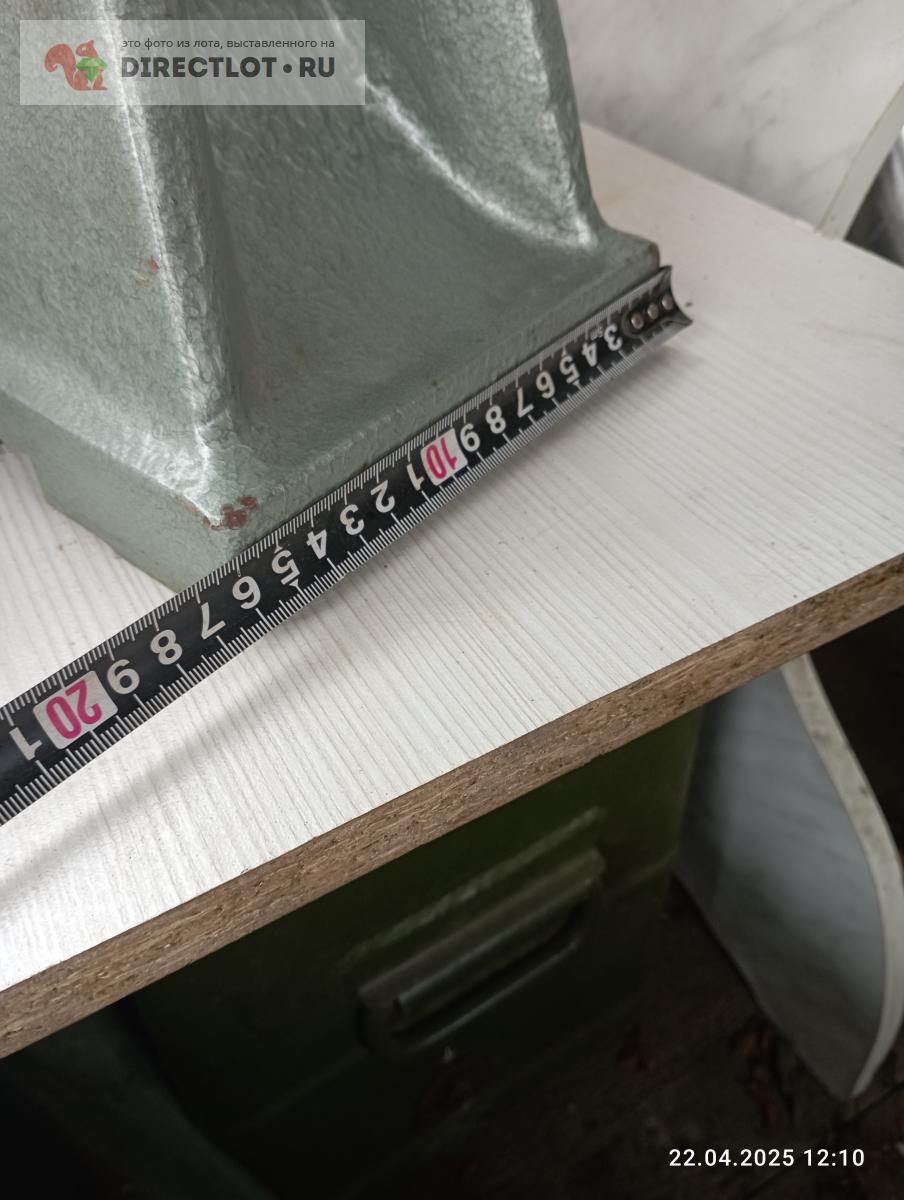 это фото из лота, выставленного на
DIRECTLOT•RU
3 4 5 6 7 8 9 10 1 2 3 4 5 6 7 8 9 20 1
22.04.2025 12:10